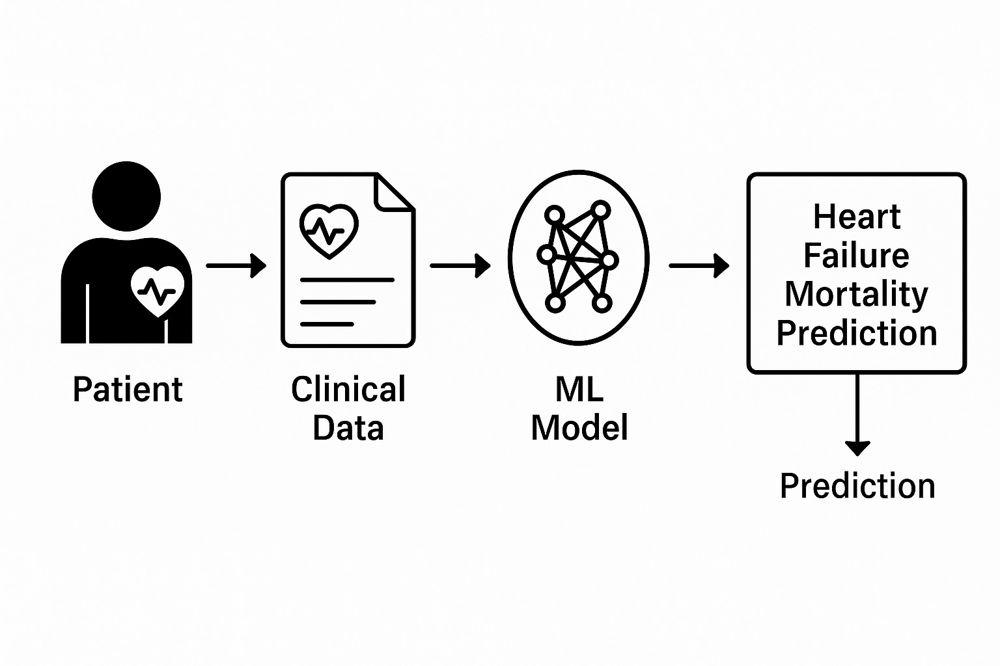 Patient
Clinical
Data
ML
Model
Heart
Failure
Mortality
Prediction
Prediction